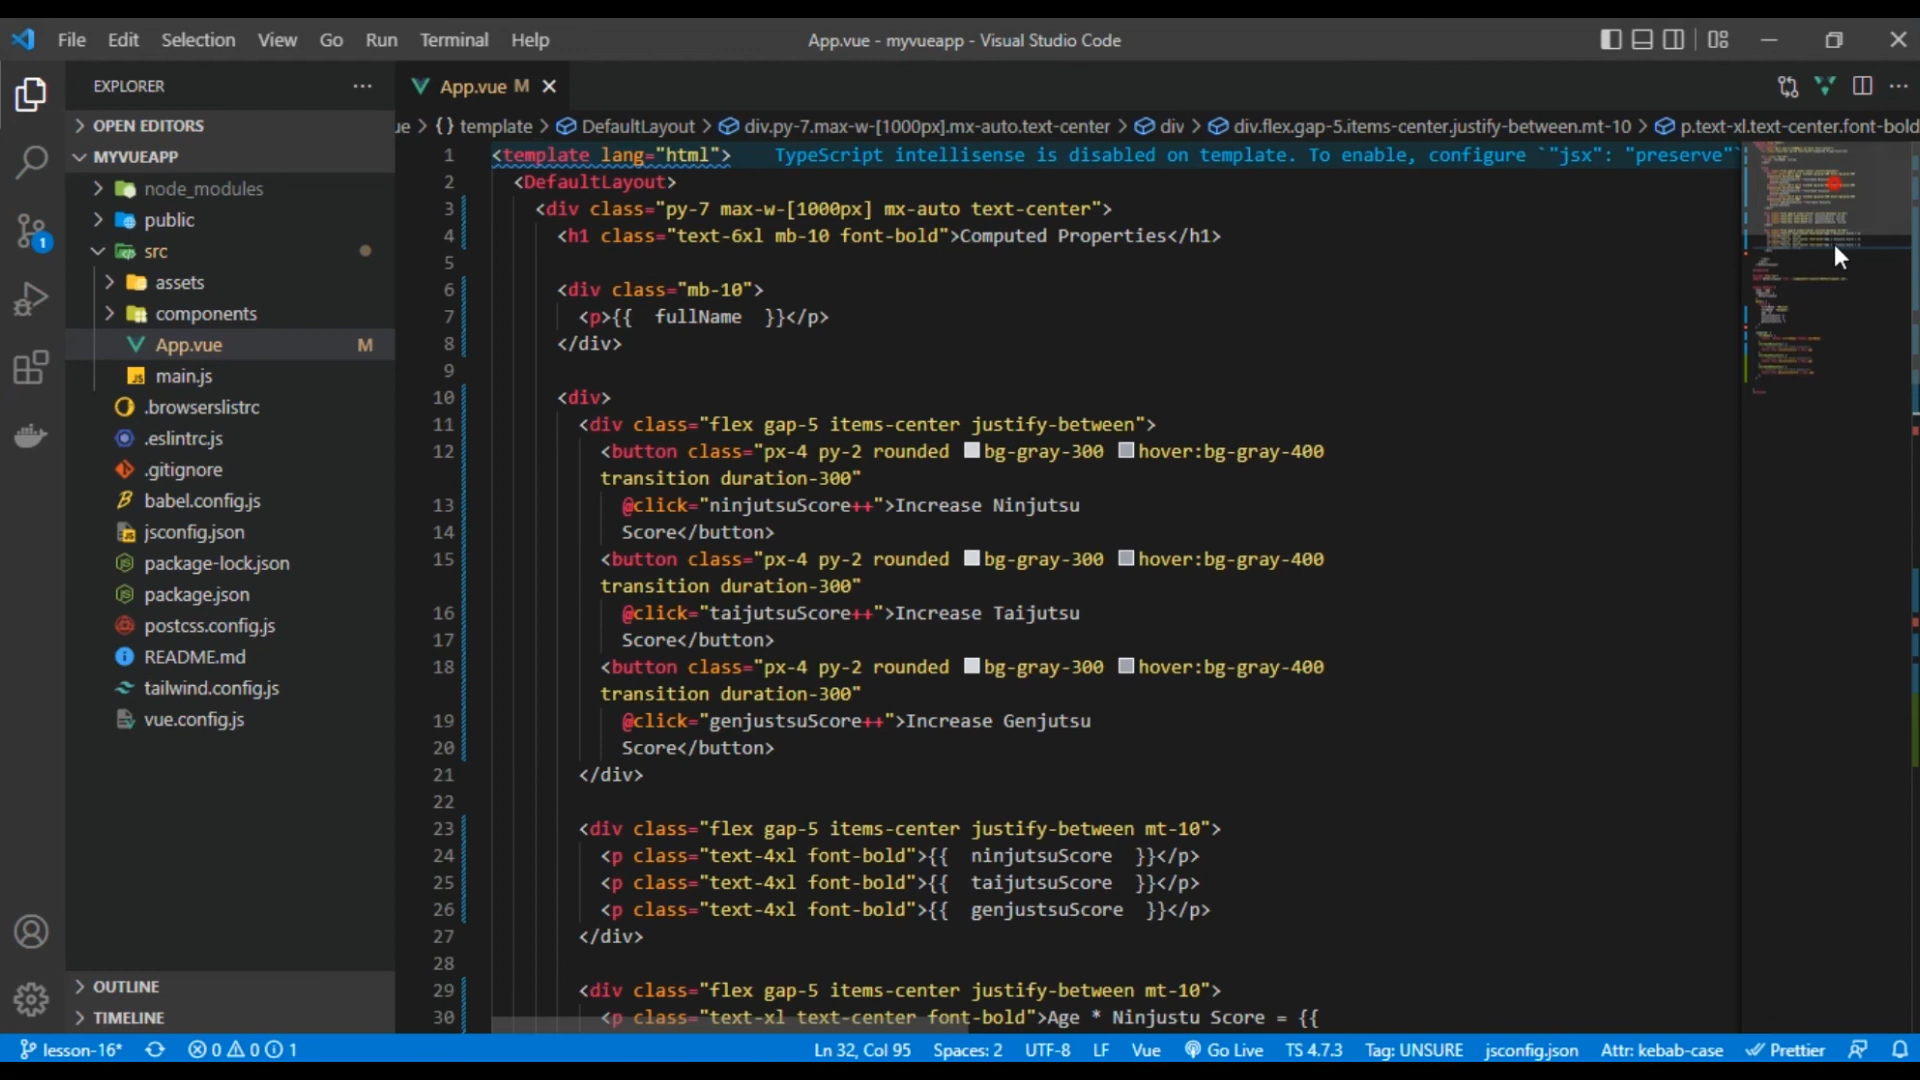 File Edit Selection View Go Run Terminal Help App.vue - myvueapp - Visual Studio Code
EXPLORER
OPEN EDITORS
MYVUEAPP
node_modules
public
src
assets
components
App.vue M
main.js
.browserslistrc
.eslintrc.js
.gitignore
babel.config.js
jsconfig.json
package-lock.json
package.json
postcss.config.js
README.md
tailwind.config.js
vue.config.js
OUTLINE
TIMELINE
1
App.vue M
ue > {} template > DefaultLayout > div.py-7.max-w-[1000px].mx-auto.text-center > div > div.flex.gap-5.items-center.justify-between.mt-10 > p.text-xl.text-center.font-bold
1 <template lang="html"> TypeScript intellisense is disabled on template. To enable, configure `"jsx": "preserve"`
2 <DefaultLayout>
3 <div class="py-7 max-w-[1000px] mx-auto text-center">
4 <h1 class="text-6xl mb-10 font-bold">Computed Properties</h1>
5
6 <div class="mb-10">
7 <p>{{  fullName  }}</p>
8 </div>
9
10 <div>
11 <div class="flex gap-5 items-center justify-between">
12 <button class="px-4 py-2 rounded bg-gray-300 hover:bg-gray-400
transition duration-300"
13 @click="ninjutsuScore++">Increase Ninjutsu
14 Score</button>
15 <button class="px-4 py-2 rounded bg-gray-300 hover:bg-gray-400
transition duration-300"
16 @click="taijutsuScore++">Increase Taijutsu
17 Score</button>
18 <button class="px-4 py-2 rounded bg-gray-300 hover:bg-gray-400
transition duration-300"
19 @click="genjustsuScore++">Increase Genjutsu
20 Score</button>
21 </div>
22
23 <div class="flex gap-5 items-center justify-between mt-10">
24 <p class="text-4xl font-bold">{{  ninjutsuScore  }}</p>
25 <p class="text-4xl font-bold">{{  taijutsuScore  }}</p>
26 <p class="text-4xl font-bold">{{  genjustsuScore  }}</p>
27 </div>
28
29 <div class="flex gap-5 items-center justify-between mt-10">
30 <p class="text-xl text-center font-bold">Age * Ninjustu Score = {{
lesson-16* 0 0 1 Ln 32, Col 95 Spaces: 2 UTF-8 LF Vue Go Live TS 4.7.3 Tag: UNSURE jsconfig.json Attr: kebab-case Prettier